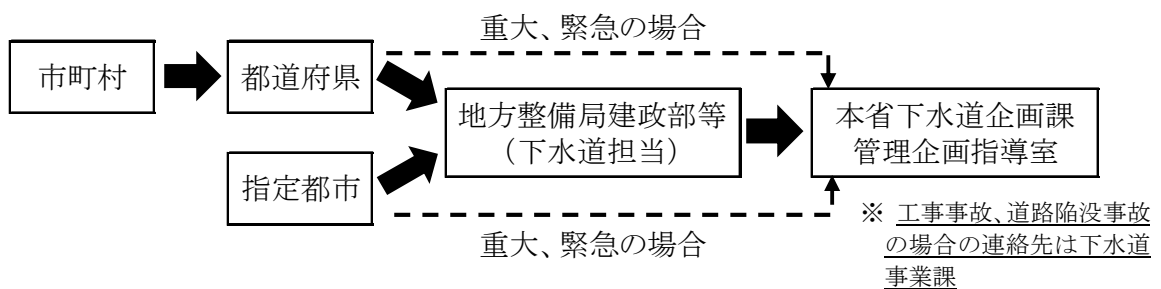 重大、緊急の場合
市町村
都道府県
地方整備局建政部等
（下水道担当）
本省下水道企画課
管理企画指導室
指定都市
重大、緊急の場合
※ 工事事故、道路陥没事故
の場合の連絡先は下水道
事業課